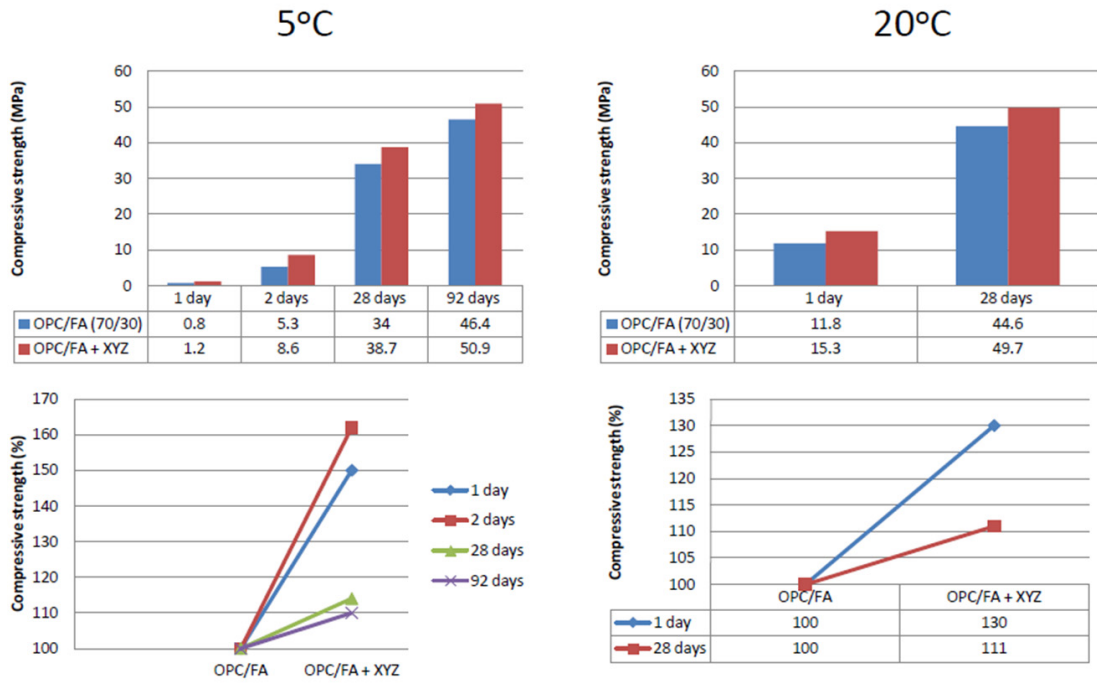 5°C
20°C
Compressive strength (MPa)
60
50
40
30
20
10
0
1 day 2 days 28 days 92 days
OPC/FA (70/30) 0.8 5.3 34 46.4
OPC/FA + XYZ 1.2 8.6 38.7 50.9
Compressive strength (MPa)
60
50
40
30
20
10
0
1 day 28 days
OPC/FA (70/30) 11.8 44.6
OPC/FA + XYZ 15.3 49.7
Compressive strength (%)
170
160
150
140
130
120
110
100
OPC/FA OPC/FA + XYZ
1 day
2 days
28 days
92 days
Compressive strength (%)
135
130
125
120
115
110
105
100
OPC/FA OPC/FA + XYZ
1 day 100 130
28 days 100 111